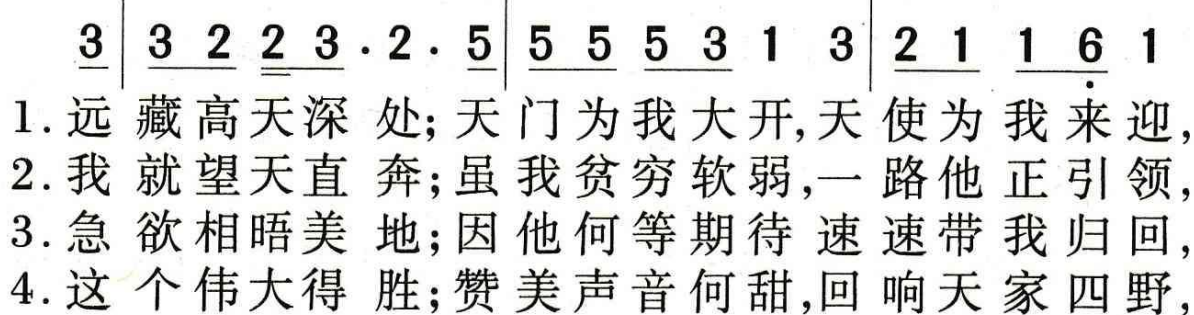 3 | 3 2 2 3 . 2 . 5 | 5 5 5 3 1 3 | 2 1 1 6 1
1. 远藏高天深处;天门为我大开,天使为我来迎,
2. 我就望天直奔;虽我贫穷软弱,一路他正引领,
3. 急欲相晤美地;因他何等期待速速带我归回,
4. 这个伟大得胜;赞美声音何甜,回响天家四野,